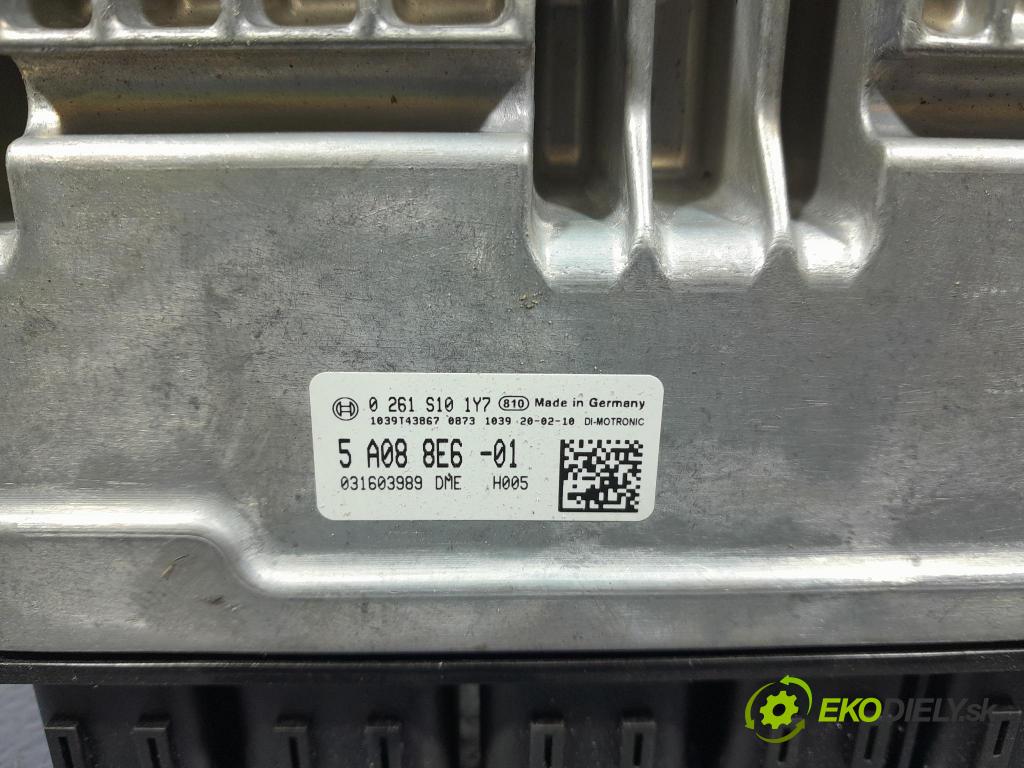 0 261 S10 1Y7 810 Made in Germany
1039T43867 0873 1039 20-02-10 DI-MOTRONIC
5 A08 8E6 -01
031603989 DME H005
EKODIELY.sk